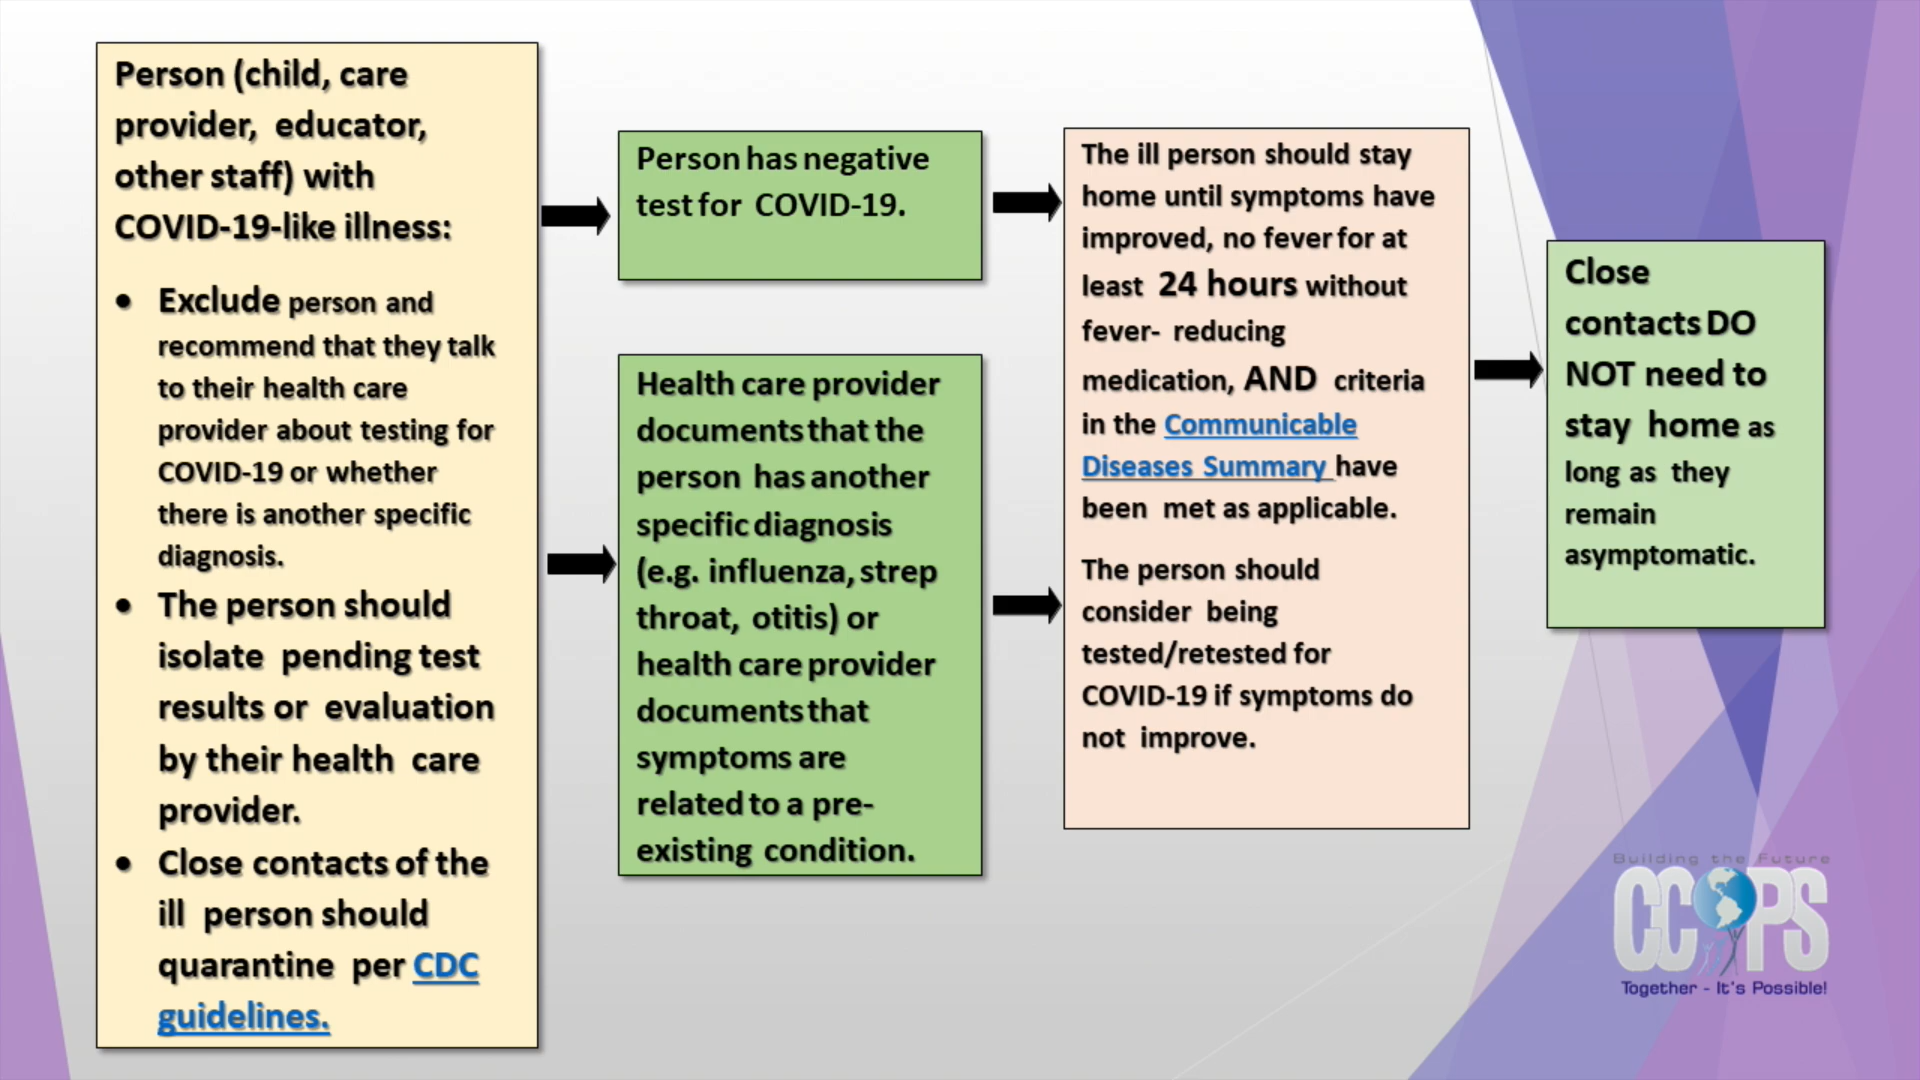 Person (child, care
provider, educator,
other staff) with
COVID-19-like illness:
• Exclude person and
recommend that they talk
to their health care
provider about testing for
COVID-19 or whether
there is another specific
diagnosis.
• The person should
isolate pending test
results or evaluation
by their health care
provider.
• Close contacts of the
ill person should
quarantine per CDC
guidelines.
Person has negative
test for COVID-19.
Health care provider
documents that the
person has another
specific diagnosis
(e.g. influenza, strep
throat, otitis) or
health care provider
documents that
symptoms are
related to a pre-
existing condition.
The ill person should stay
home until symptoms have
improved, no fever for at
least 24 hours without
fever- reducing
medication, AND criteria
in the Communicable
Diseases Summary have
been met as applicable.
The person should
consider being
tested/retested for
COVID-19 if symptoms do
not improve.
Close
contacts DO
NOT need to
stay home as
long as they
remain
asymptomatic.
Building the Future
CCOPS
Together - It's Possible!